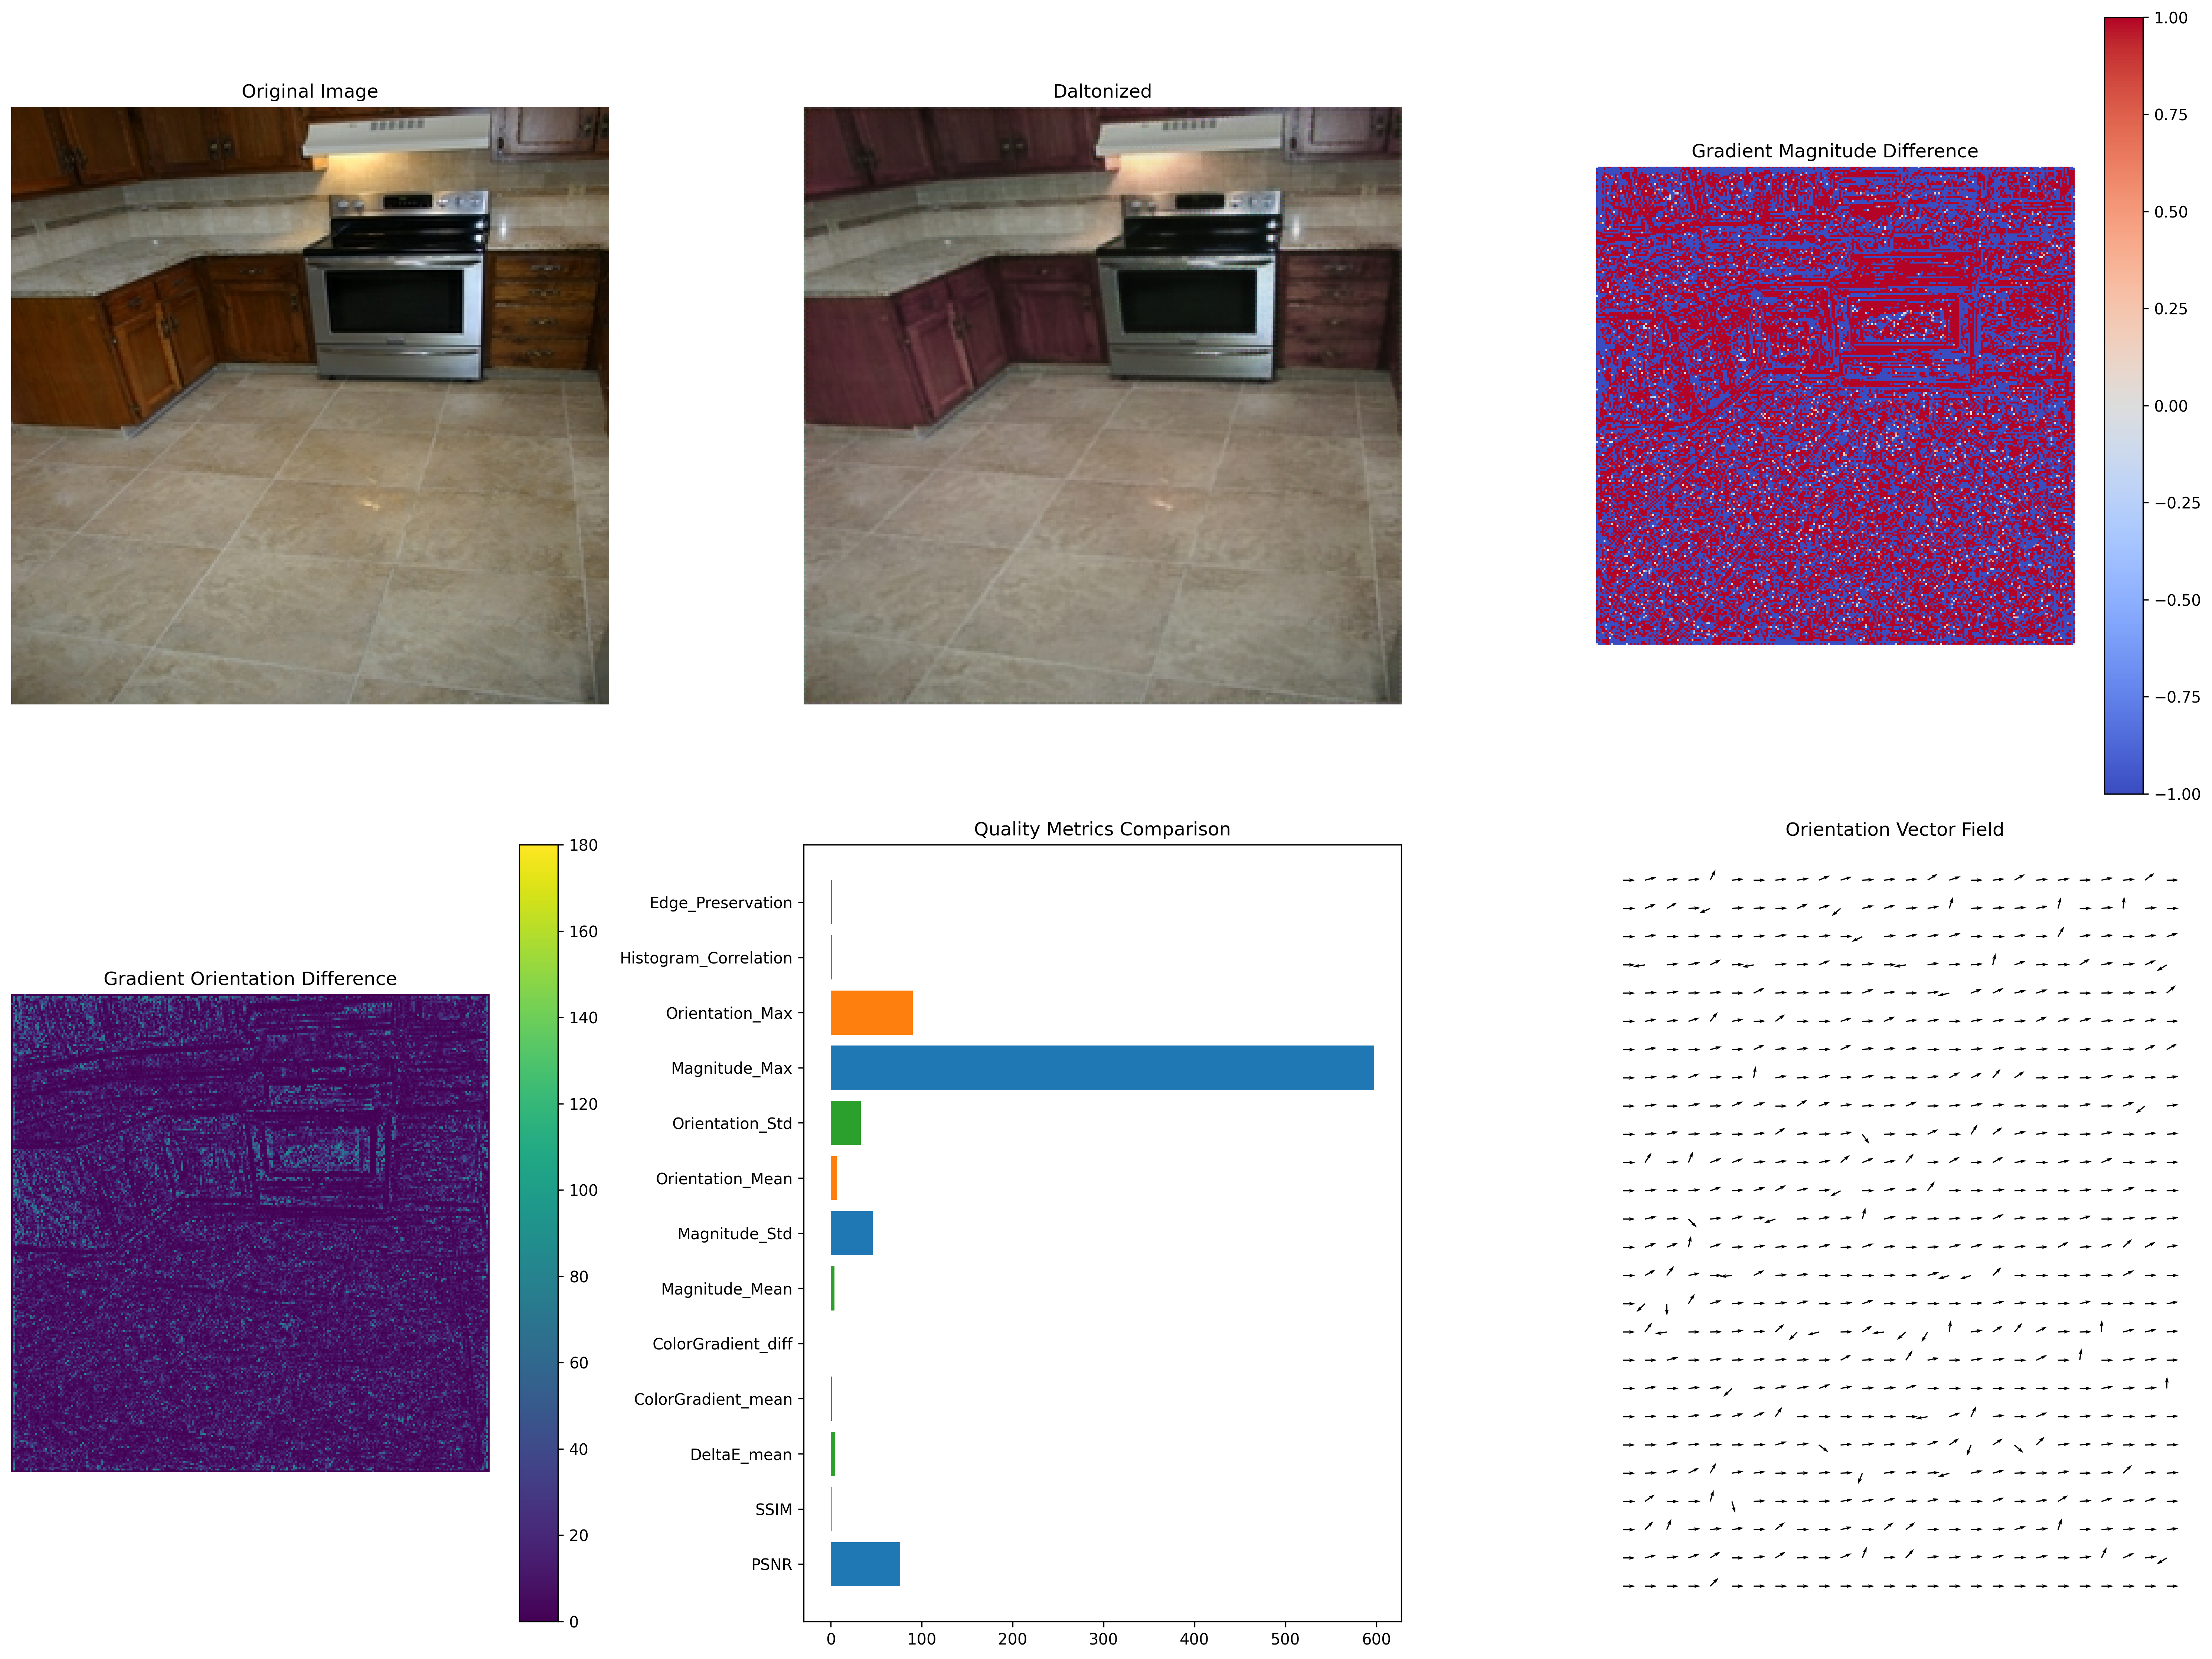 Original Image
Daltonized
Gradient Magnitude Difference
1.00
0.75
0.50
0.25
0.00
−0.25
−0.50
−0.75
−1.00
Gradient Orientation Difference
180
160
140
120
100
80
60
40
20
0
Quality Metrics Comparison
Edge_Preservation
Histogram_Correlation
Orientation_Max
Magnitude_Max
Orientation_Std
Orientation_Mean
Magnitude_Std
Magnitude_Mean
ColorGradient_diff
ColorGradient_mean
DeltaE_mean
SSIM
PSNR
0 100 200 300 400 500 600
Orientation Vector Field